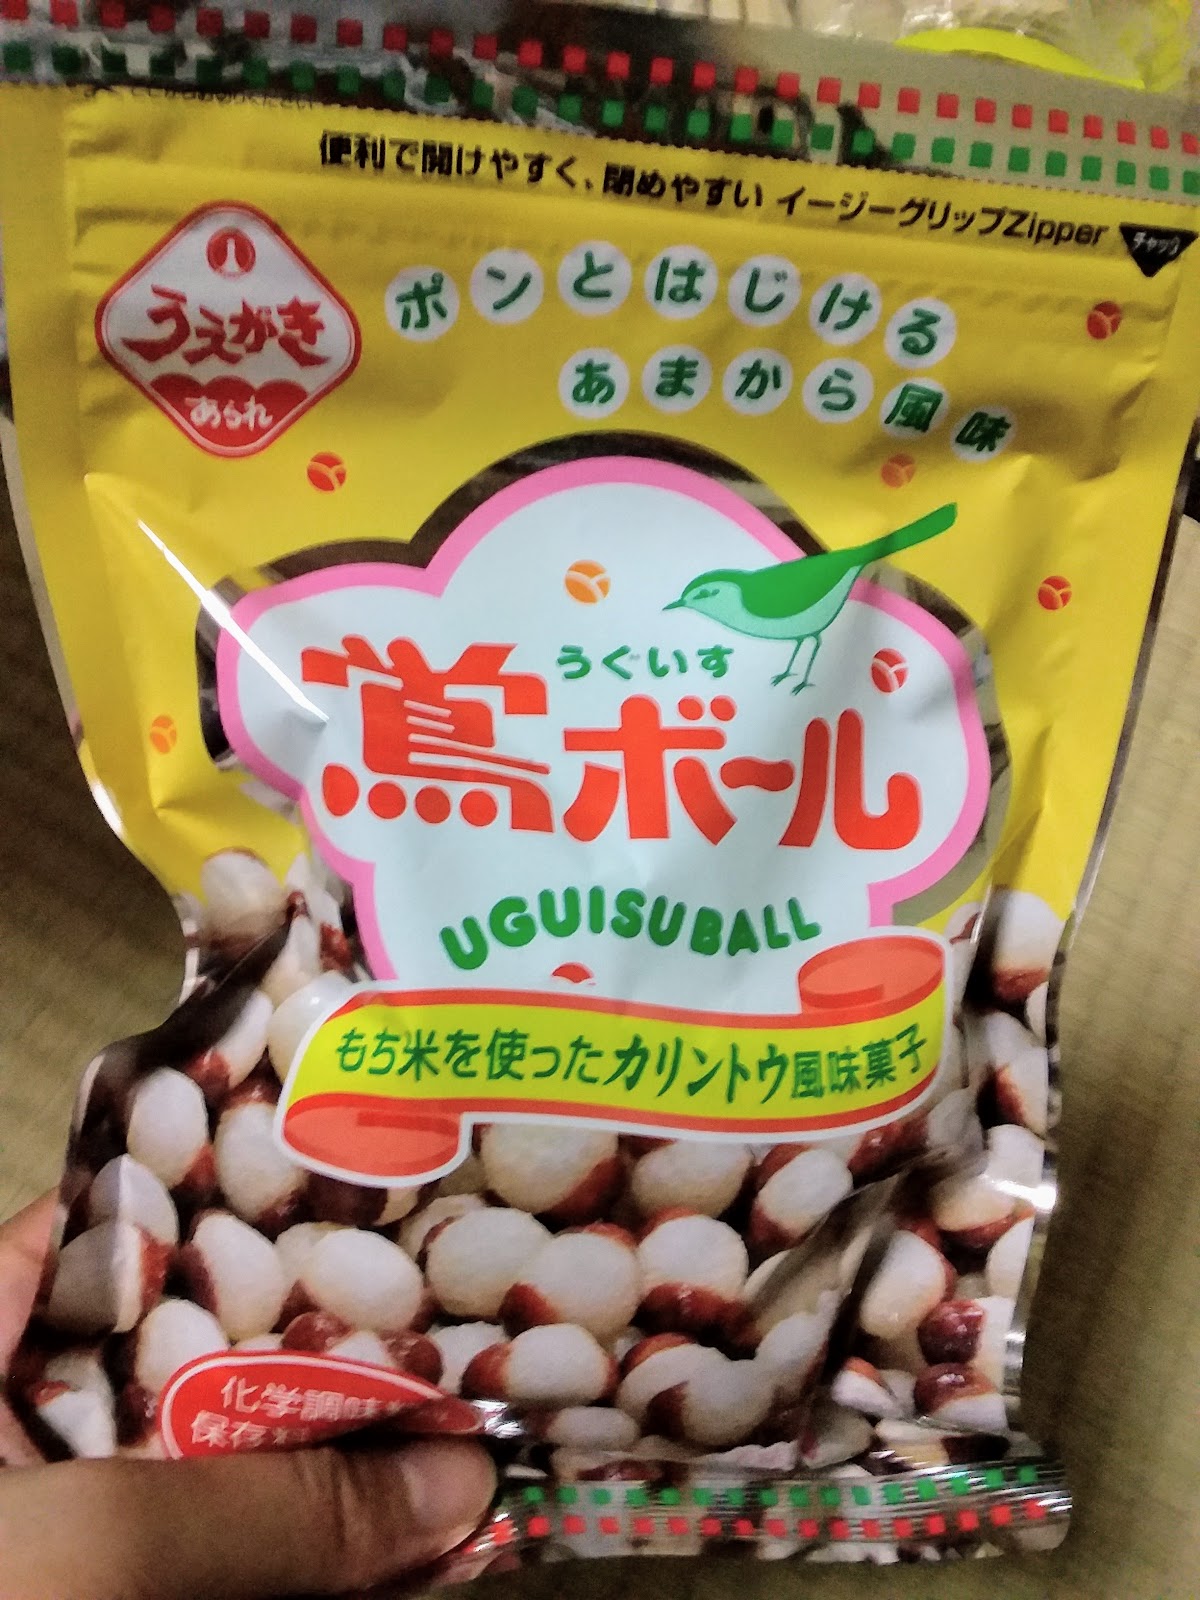 便利で開けやすく、閉めやすい イージーグリップZipper
チャック
うえがき
あられ
ポンとはじける
あまから風味
うぐいす
鴬ボール
UGUISU BALL
もち米を使ったカリントウ風味菓子
化学調味
保存